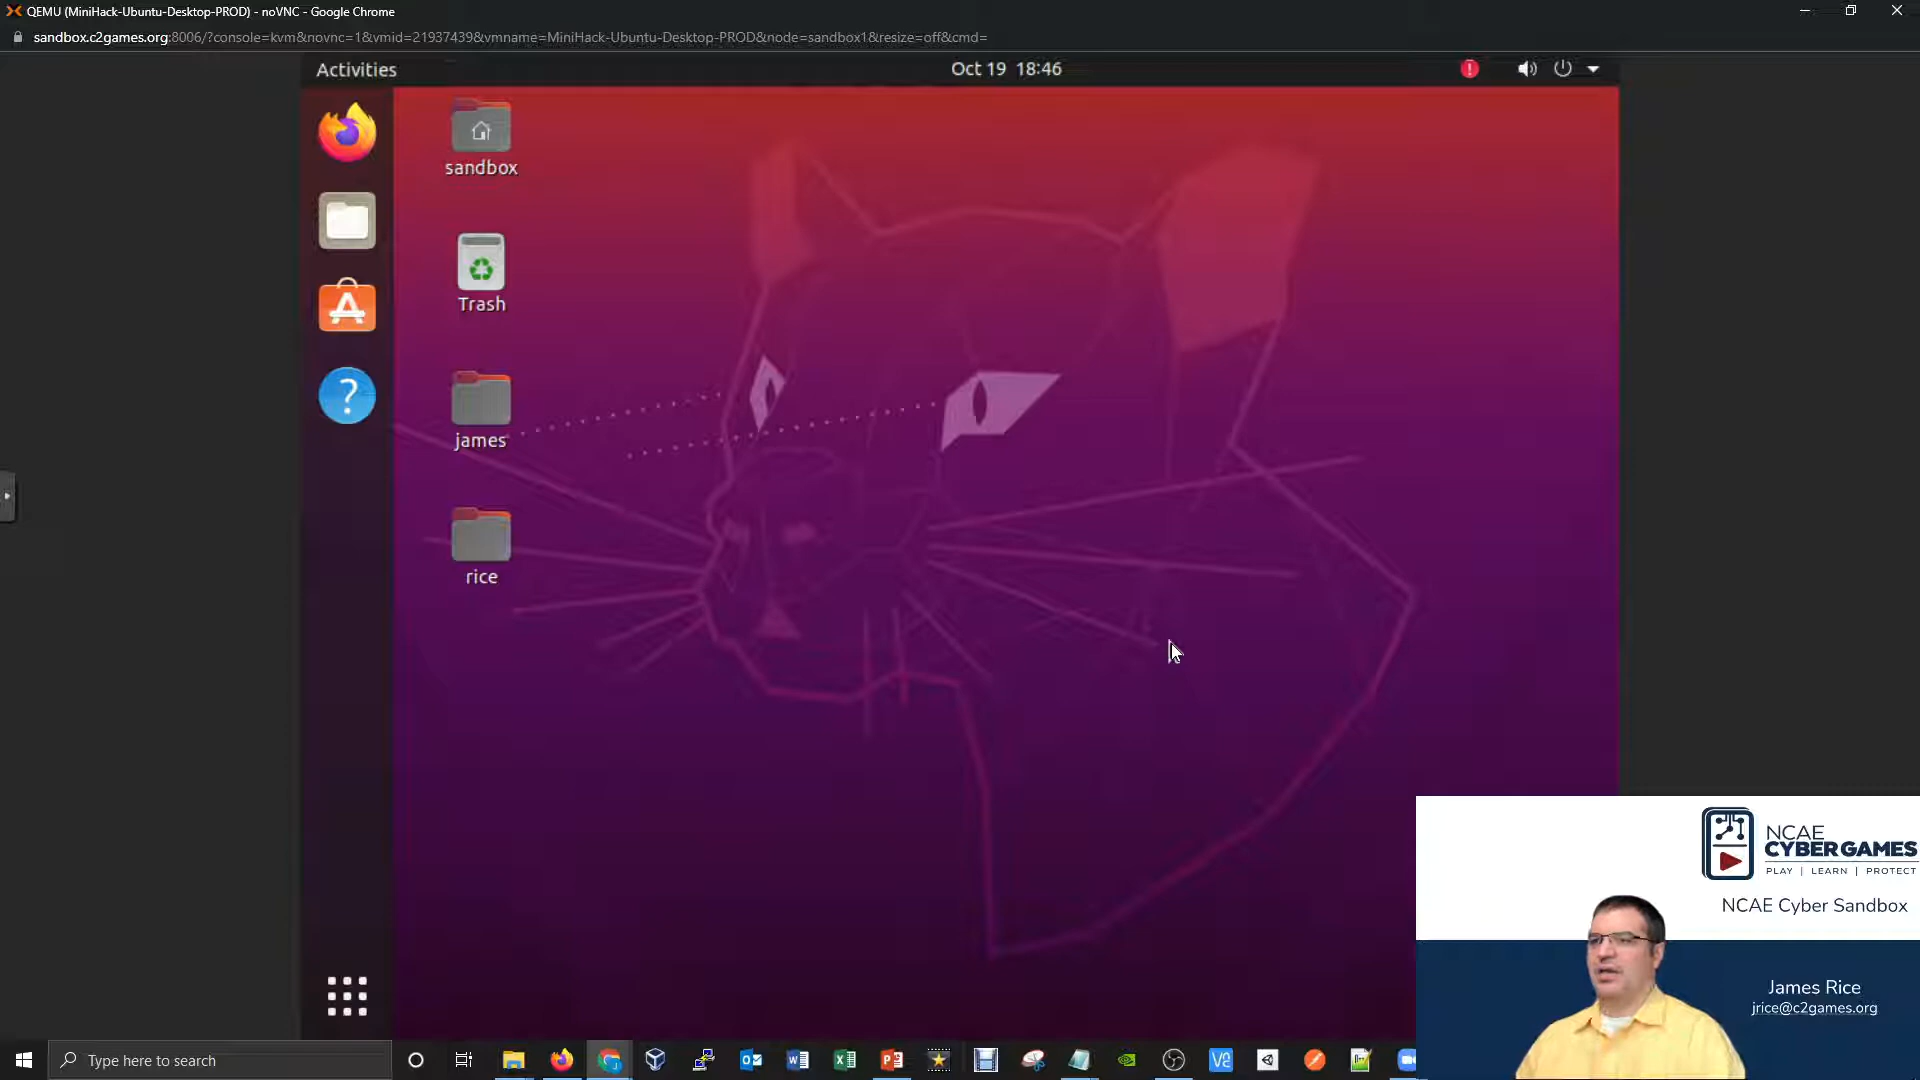 QEMU (MiniHack-Ubuntu-Desktop-PROD) - noVNC - Google Chrome
sandbox.c2games.org:8006/?console=kvm&novnc=1&vmid=21937439&vmname=MiniHack-Ubuntu-Desktop-PROD&node=sandbox1&resize=off&cmd=
Activities
Oct 19 18:46
sandbox
Trash
james
rice
NCAE
CYBERGAMES
PLAY | LEARN | PROTECT
NCAE Cyber Sandbox
James Rice
jrice@c2games.org
Type here to search